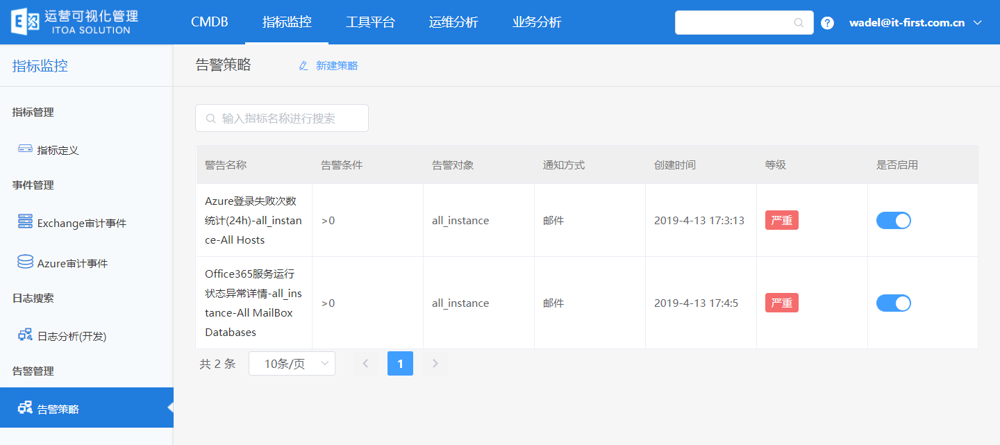 运营可视化管理
ITOA SOLUTION
CMDB
指标监控
工具平台
运维分析
业务分析
?
wadel@it-first.com.cn
指标监控
指标管理
指标定义
事件管理
Exchange审计事件
Azure审计事件
日志搜索
日志分析(开发)
告警管理
告警策略
告警策略
新建策略
输入指标名称进行搜索
警告名称
告警条件
告警对象
通知方式
创建时间
等级
是否启用
Azure登录失败次数
统计(24h)-all_instan
ce-All Hosts
>0
all_instance
邮件
2019-4-13 17:3:13
严重
Office365服务运行
状态异常详情-all_ins
tance-All MailBox
Databases
>0
all_instance
邮件
2019-4-13 17:4:5
严重
共 2 条
10条/页
1